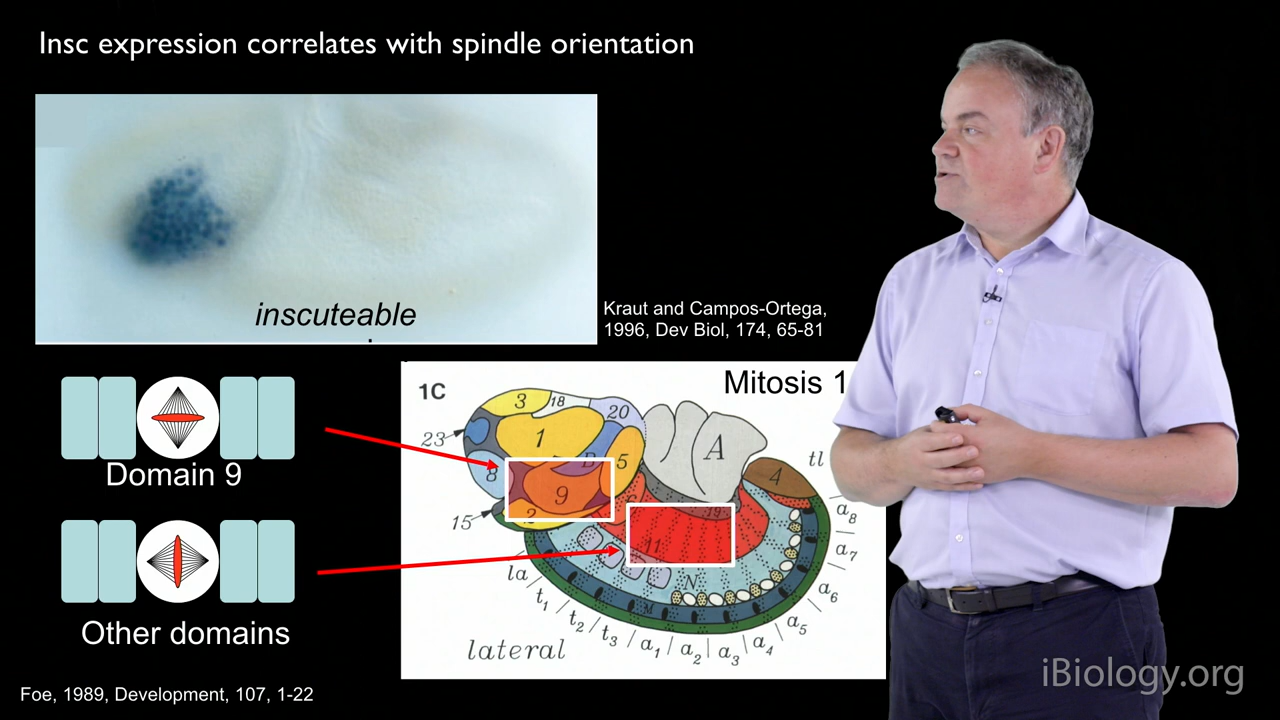 Insc expression correlates with spindle orientation
inscuteable
Kraut and Campos-Ortega,
1996, Dev Biol, 174, 65-81
Domain 9
Other domains
Foe, 1989, Development, 107, 1-22
1C
Mitosis 1
3
18
20
23
1
B
5
A
tl
8
9
4
15
2
11
N
M
a8
a7
a6
a5
a4
a3
a2
a1
t3
t2
t1
la
lateral
iBiology.org